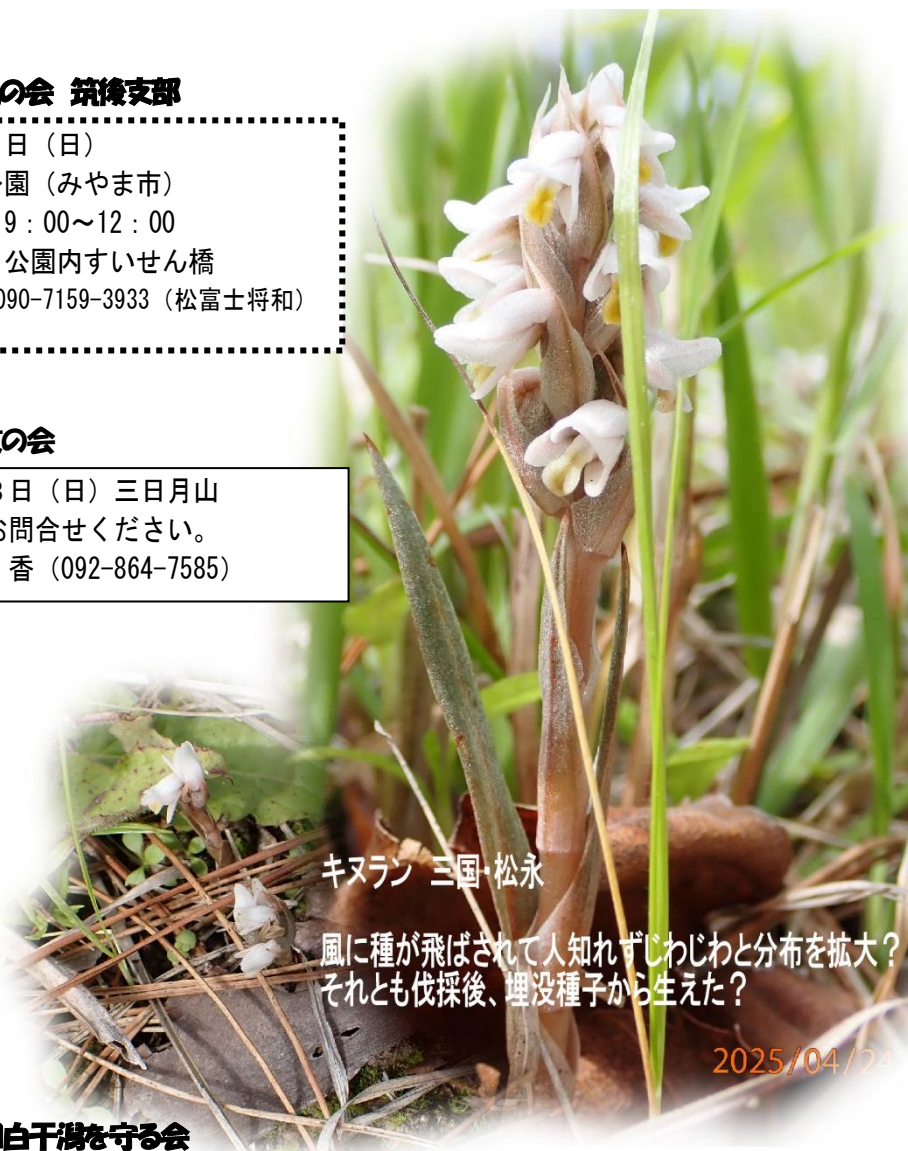 の会 筑後支部
日（日）
園（みやま市）
9：00～12：00
公園内すいせん橋
090-7159-3933（松富士将和）
の会
日（日）三日月山
お問合せください。
香（092-864-7585）
キヌラン 三国・松永
風に種が飛ばされて人知れずじわじわと分布を拡大？
それとも伐採後、埋没種子から生えた？
2025/04/24
白干潟を守る会